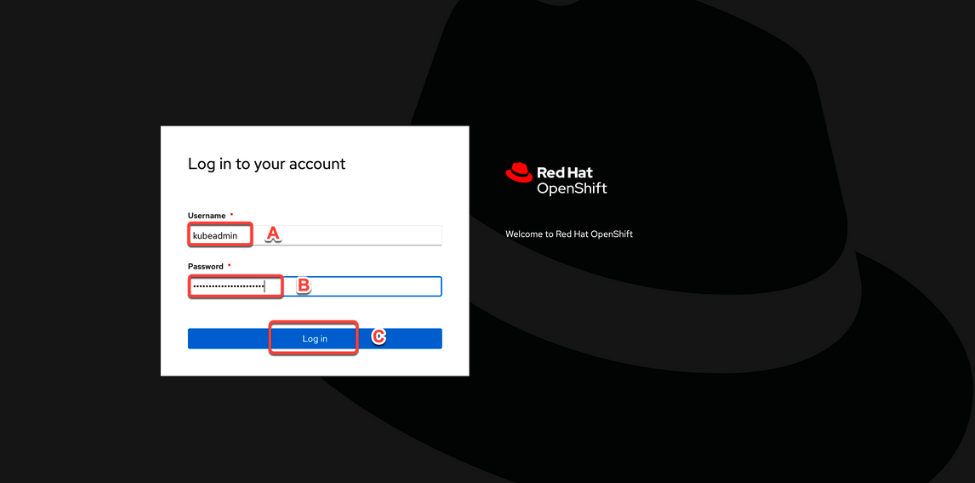 Log in to your account
Username *
kubeadmin
A
Password *
••••••••••••••••••••••• 
B
Log in
C
Red Hat
OpenShift
Welcome to Red Hat OpenShift